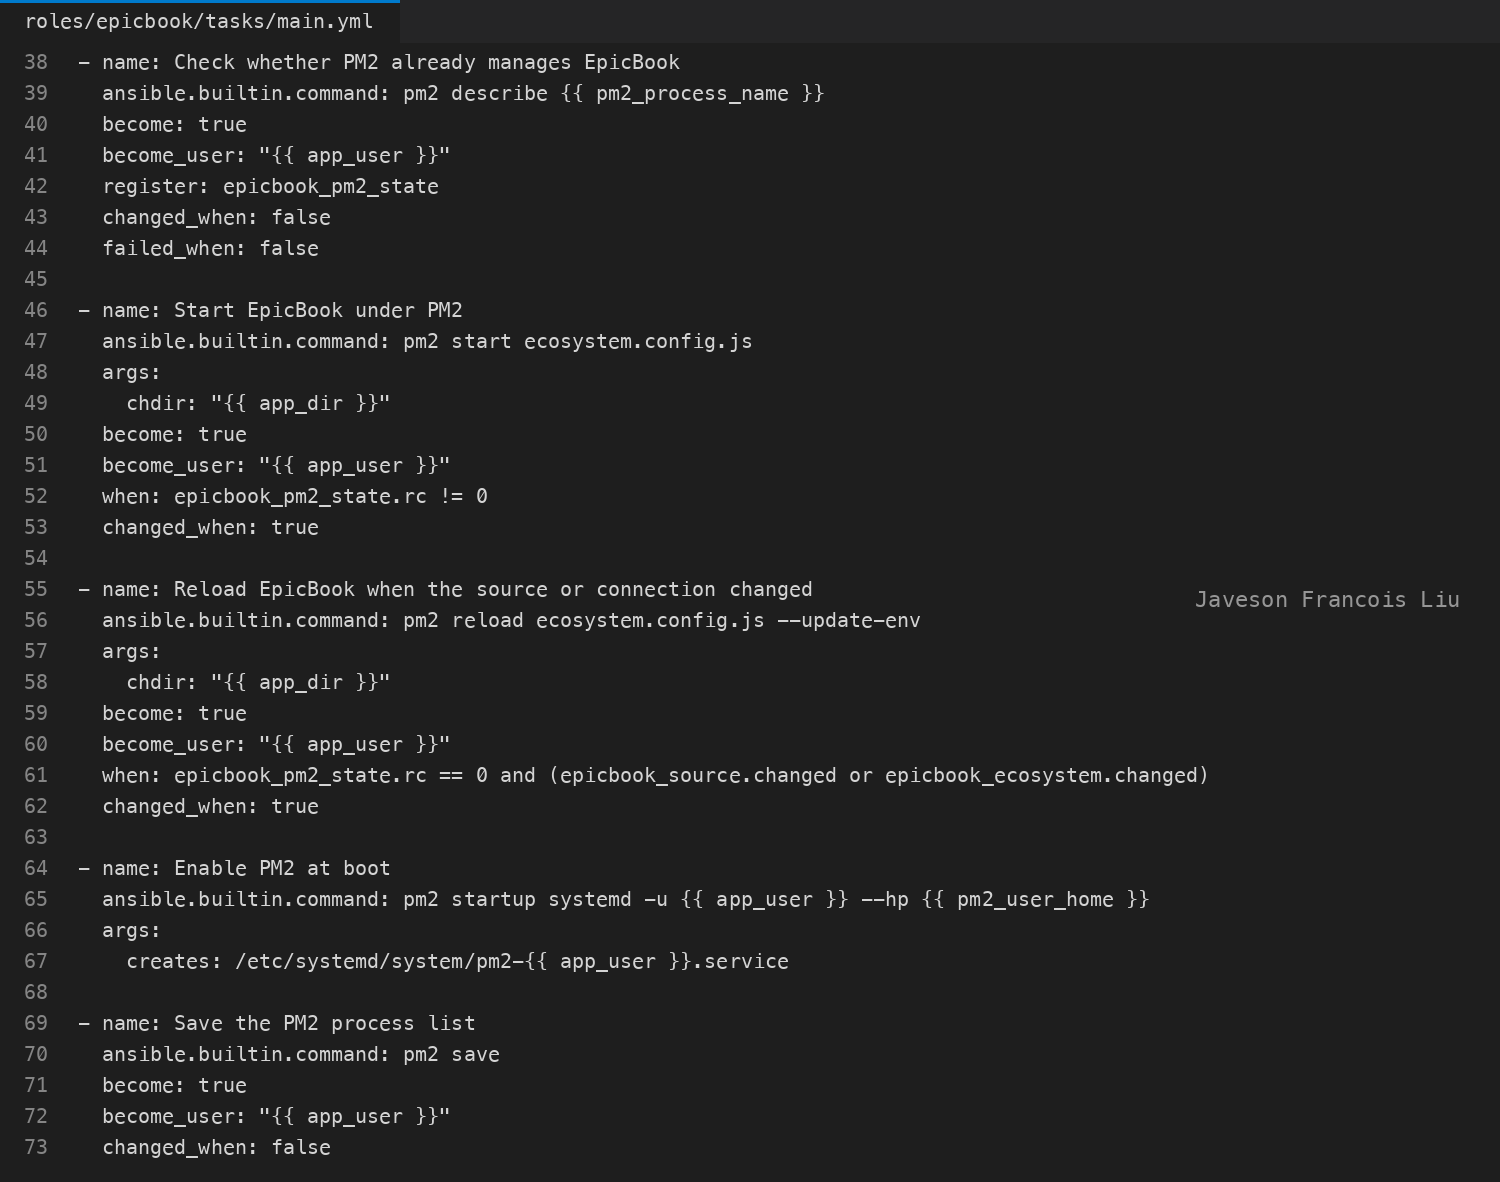 roles/epicbook/tasks/main.yml
38 - name: Check whether PM2 already manages EpicBook
39   ansible.builtin.command: pm2 describe {{ pm2_process_name }}
40   become: true
41   become_user: "{{ app_user }}"
42   register: epicbook_pm2_state
43   changed_when: false
44   failed_when: false
45
46 - name: Start EpicBook under PM2
47   ansible.builtin.command: pm2 start ecosystem.config.js
48   args:
49     chdir: "{{ app_dir }}"
50   become: true
51   become_user: "{{ app_user }}"
52   when: epicbook_pm2_state.rc != 0
53   changed_when: true
54
55 - name: Reload EpicBook when the source or connection changed
Javeson Francois Liu
56   ansible.builtin.command: pm2 reload ecosystem.config.js --update-env
57   args:
58     chdir: "{{ app_dir }}"
59   become: true
60   become_user: "{{ app_user }}"
61   when: epicbook_pm2_state.rc == 0 and (epicbook_source.changed or epicbook_ecosystem.changed)
62   changed_when: true
63
64 - name: Enable PM2 at boot
65   ansible.builtin.command: pm2 startup systemd -u {{ app_user }} --hp {{ pm2_user_home }}
66   args:
67     creates: /etc/systemd/system/pm2-{{ app_user }}.service
68
69 - name: Save the PM2 process list
70   ansible.builtin.command: pm2 save
71   become: true
72   become_user: "{{ app_user }}"
73   changed_when: false